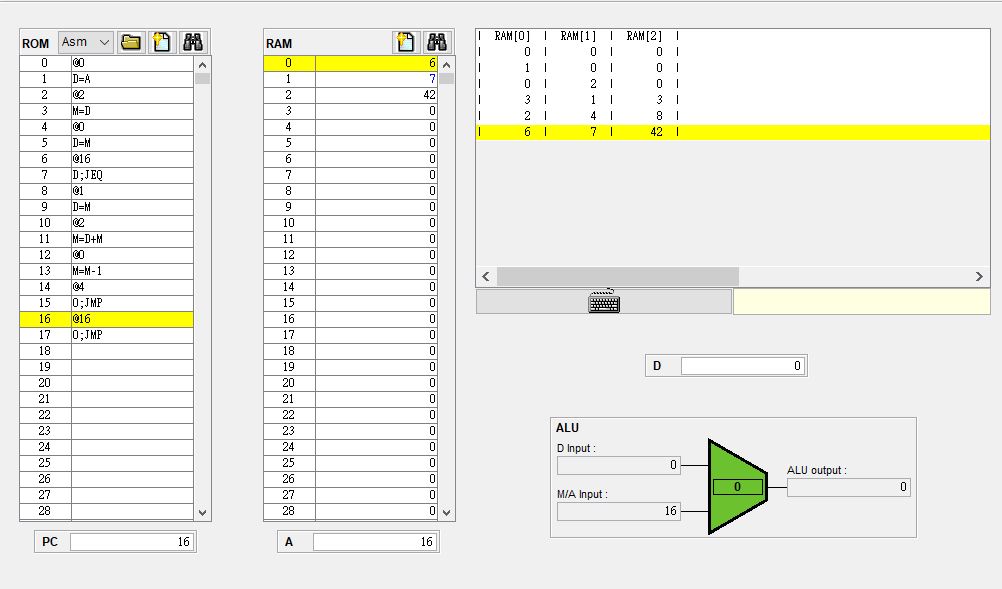 ROM Asm
0 @0
1 D=A
2 @2
3 M=D
4 @0
5 D=M
6 @16
7 D;JEQ
8 @1
9 D=M
10 @2
11 M=D+M
12 @0
13 M=M-1
14 @4
15 0;JMP
16 @16
17 0;JMP
18
19
20
21
22
23
24
25
26
27
28
PC 16
RAM
0 6
1 7
2 42
3 0
4 0
5 0
6 0
7 0
8 0
9 0
10 0
11 0
12 0
13 0
14 0
15 0
16 0
17 0
18 0
19 0
20 0
21 0
22 0
23 0
24 0
25 0
26 0
27 0
28 0
A 16
| RAM[0] | RAM[1] | RAM[2] |
| 0 | 0 | 0 |
| 1 | 0 | 0 |
| 0 | 2 | 0 |
| 3 | 1 | 3 |
| 2 | 4 | 8 |
| 6 | 7 | 42 |
D 0
ALU
D Input :
0
M/A Input :
16
0
ALU output :
0